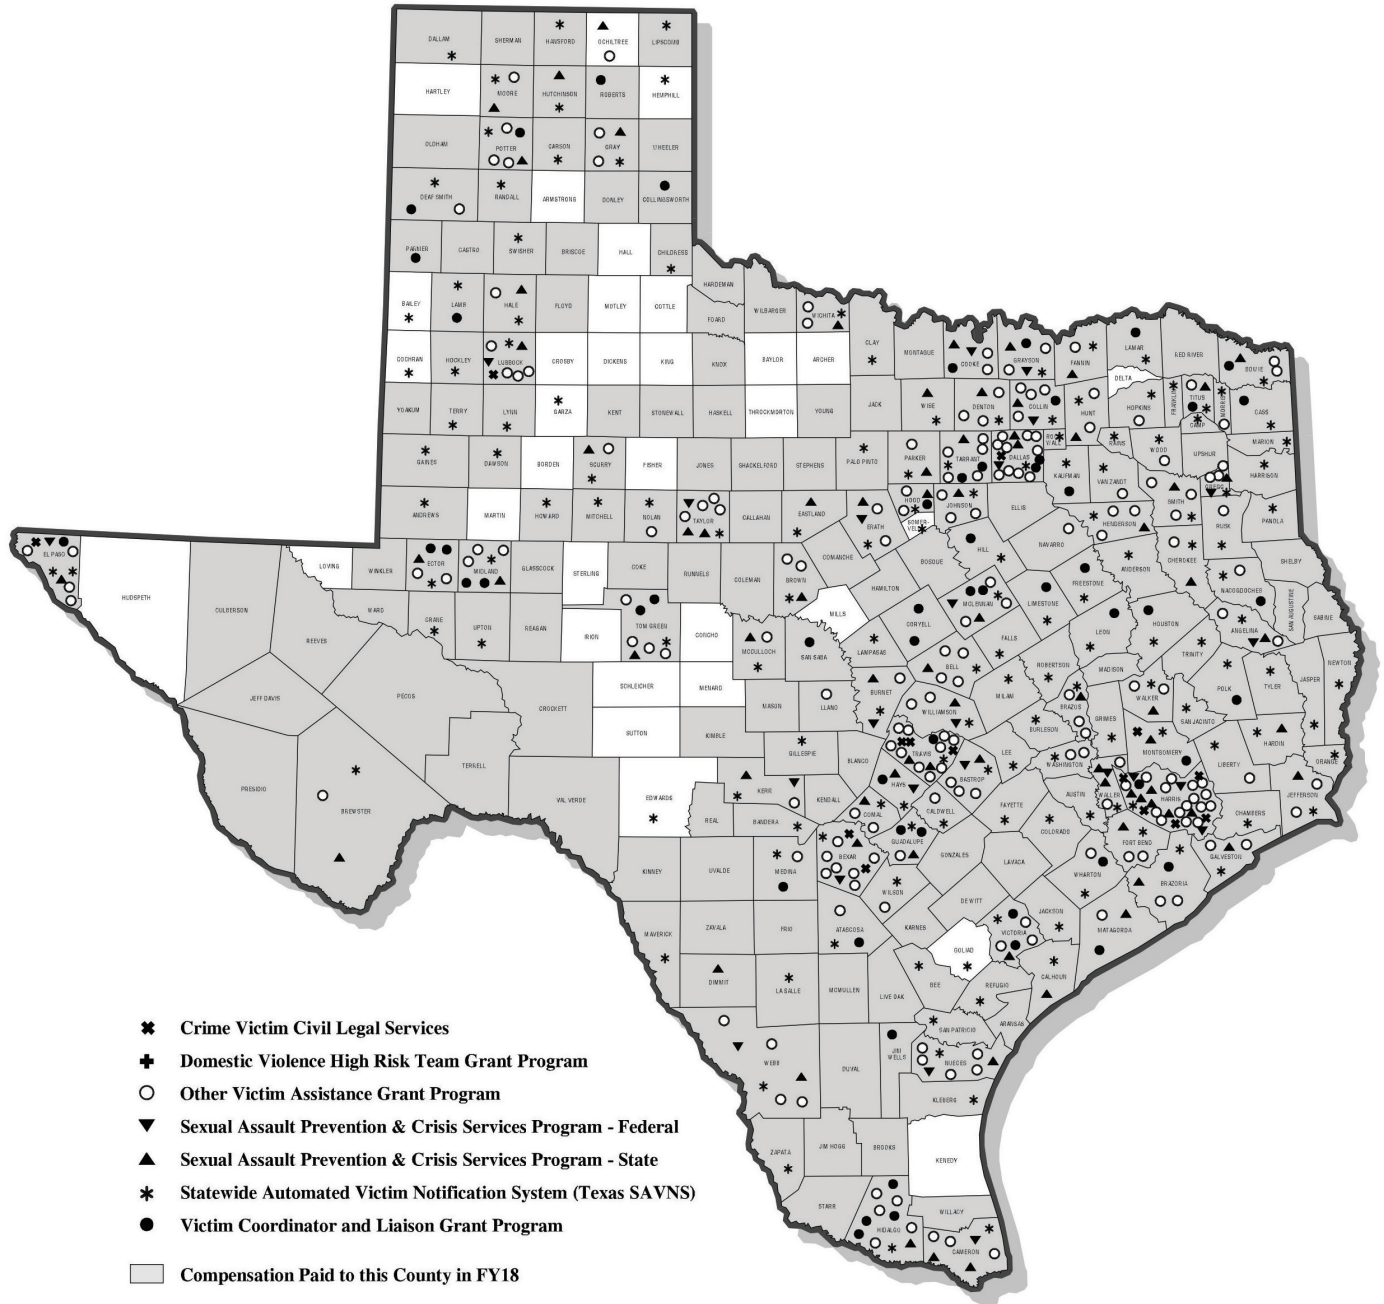 DALLAM SHERMAN HANSFORD OCHILTREE LIPSCOMB
HARTLEY MOORE HUTCHINSON ROBERTS HEMPHILL
OLDHAM POTTER CARSON GRAY WHEELER
DEAF SMITH RANDALL ARMSTRONG DONLEY COLLINGSWORTH
PARMER CASTRO SWISHER BRISCOE HALL CHILDRESS
HARDEMAN
BAILEY LAMB HALE FLOYD MOTLEY COTTLE FOARD WILBARGER WICHITA
CLAY MONTAGUE COOKE GRAYSON FANNIN LAMAR RED RIVER BOWIE
COCHRAN HOCKLEY LUBBOCK CROSBY DICKENS KING KNOX BAYLOR ARCHER
DELTA
YOAKUM TERRY LYNN GARZA KENT STONEWALL HASKELL THROCKMORTON YOUNG JACK WISE DENTON COLLIN HUNT HOPKINS FRANKLIN TITUS MORRIS CASS
CAMP
ROCKWALL RAINS WOOD UPSHUR MARION
GAINES DAWSON BORDEN SCURRY FISHER JONES SHACKELFORD STEPHENS PALO PINTO PARKER TARRANT DALLAS KAUFMAN VAN ZANDT GREGG HARRISON
SMITH
ANDREWS MARTIN HOWARD MITCHELL NOLAN TAYLOR CALLAHAN EASTLAND ERATH HOOD JOHNSON ELLIS HENDERSON RUSK PANOLA
SOMERVELL
NAVARRO
EL PASO HUDSPETH CULBERSON LOVING WINKLER ECTOR MIDLAND GLASSCOCK STERLING COKE RUNNELS COLEMAN BROWN COMANCHE BOSQUE HILL ANDERSON CHEROKEE SHELBY
HAMILTON FREESTONE NACOGDOCHES
REEVES WARD CRANE UPTON REAGAN IRION TOM GREEN CONCHO MILLS MCLENNAN LIMESTONE SAN AUGUSTINE SABINE
CORYELL FALLS LEON HOUSTON ANGELINA
MCCULLOCH SAN SABA LAMPASAS BELL ROBERTSON MADISON TRINITY NEWTON
JEFF DAVIS PECOS CROCKETT SCHLEICHER MENARD MASON LLANO BURNET MILAM WALKER POLK TYLER JASPER
WILLIAMSON BRAZOS GRIMES SAN JACINTO
SUTTON KIMBLE GILLESPIE BLANCO TRAVIS LEE BURLESON WASHINGTON MONTGOMERY LIBERTY HARDIN ORANGE
TERRELL BASTROP
PRESIDIO BREWSTER VAL VERDE EDWARDS KERR KENDALL HAYS WALLER HARRIS JEFFERSON
REAL BANDERA COMAL CALDWELL FAYETTE AUSTIN CHAMBERS
COLORADO FORT BEND
KINNEY UVALDE MEDINA BEXAR GUADALUPE GONZALES LAVACA WHARTON BRAZORIA GALVESTON
WILSON DE WITT
MAVERICK ZAVALA FRIO ATASCOSA KARNES GOLIAD VICTORIA JACKSON MATAGORDA
DIMMIT LA SALLE MCMULLEN LIVE OAK BEE REFUGIO CALHOUN
SAN PATRICIO ARANSAS
WEBB DUVAL JIM WELLS NUECES
KLEBERG
ZAPATA JIM HOGG BROOKS KENEDY
STARR HIDALGO WILLACY
CAMERON
Crime Victim Civil Legal Services
Domestic Violence High Risk Team Grant Program
Other Victim Assistance Grant Program
Sexual Assault Prevention & Crisis Services Program - Federal
Sexual Assault Prevention & Crisis Services Program - State
Statewide Automated Victim Notification System (Texas SAVNS)
Victim Coordinator and Liaison Grant Program
Compensation Paid to this County in FY18